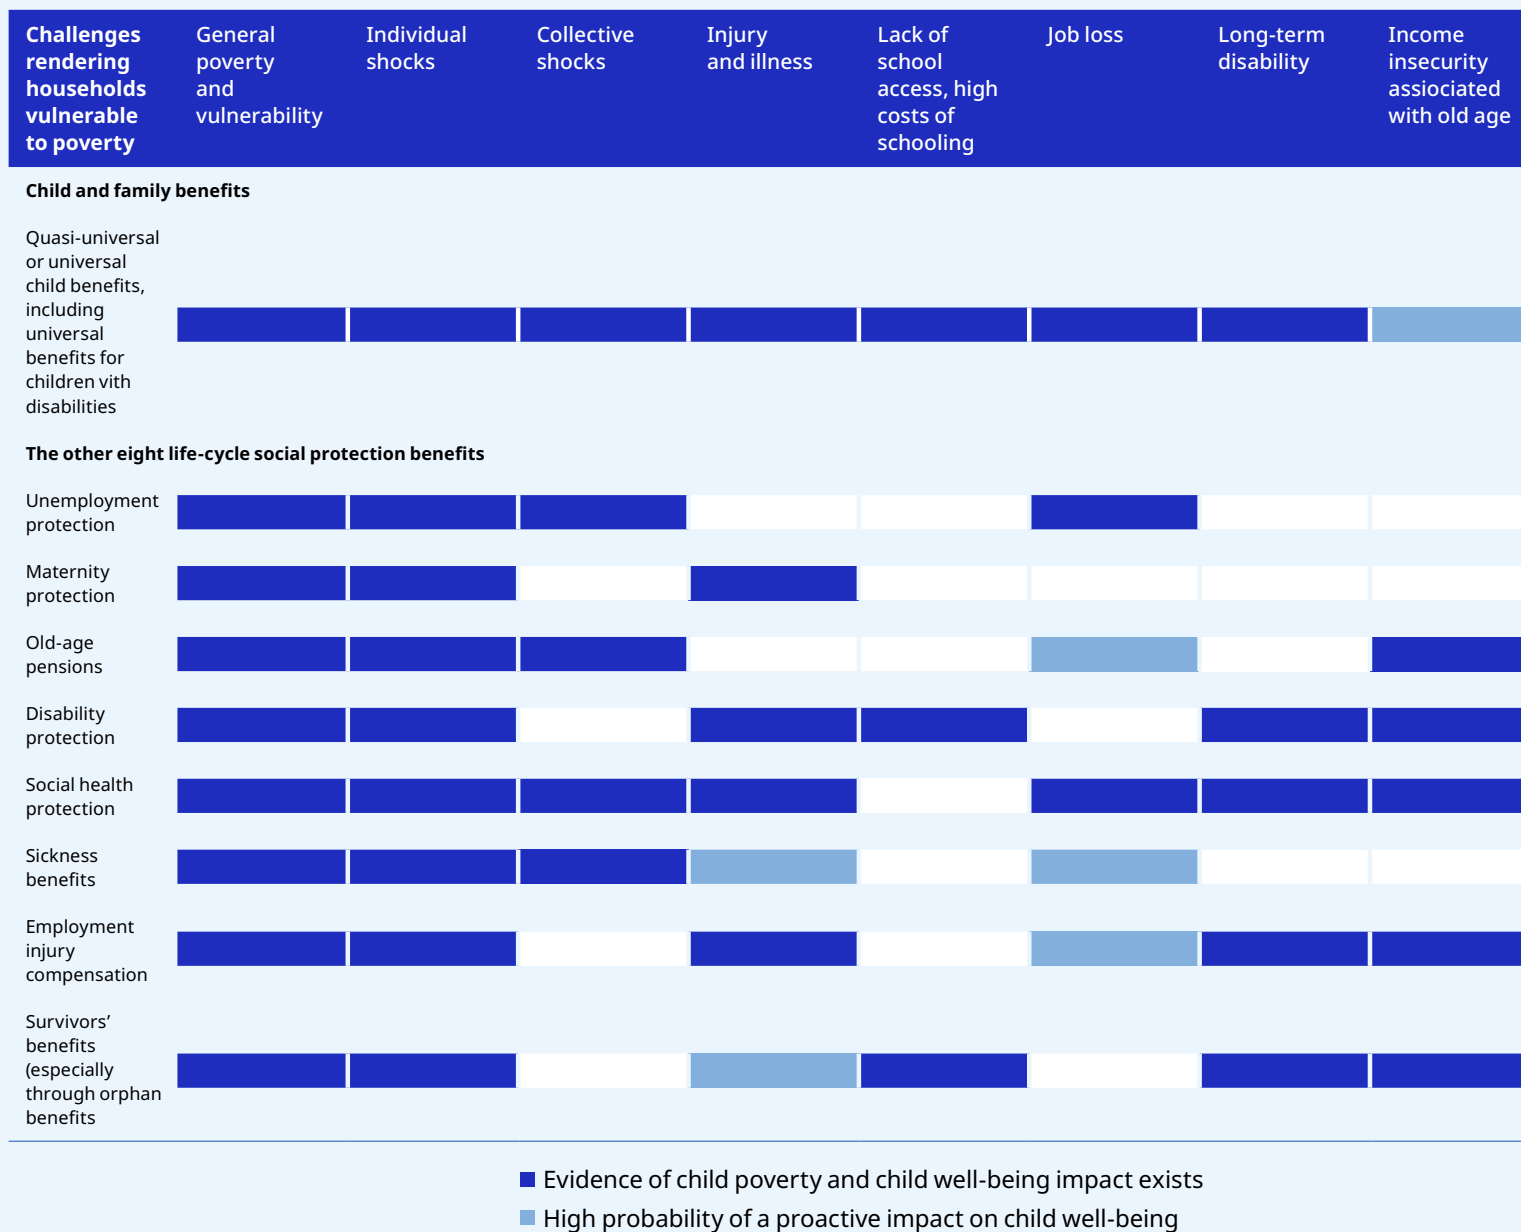 Challenges
rendering
households
vulnerable
to poverty
General
poverty
and
vulnerability
Individual
shocks
Collective
shocks
Injury
and illness
Lack of
school
access, high
costs of
schooling
Job loss
Long-term
disability
Income
insecurity
assiociated
with old age
Child and family benefits
Quasi-universal
or universal
child benefits,
including
universal
benefits for
children vith
disabilities
The other eight life-cycle social protection benefits
Unemployment
protection
Maternity
protection
Old-age
pensions
Disability
protection
Social health
protection
Sickness
benefits
Employment
injury
compensation
Survivors’
benefits
(especially
through orphan
benefits
Evidence of child poverty and child well-being impact exists
High probability of a proactive impact on child well-being